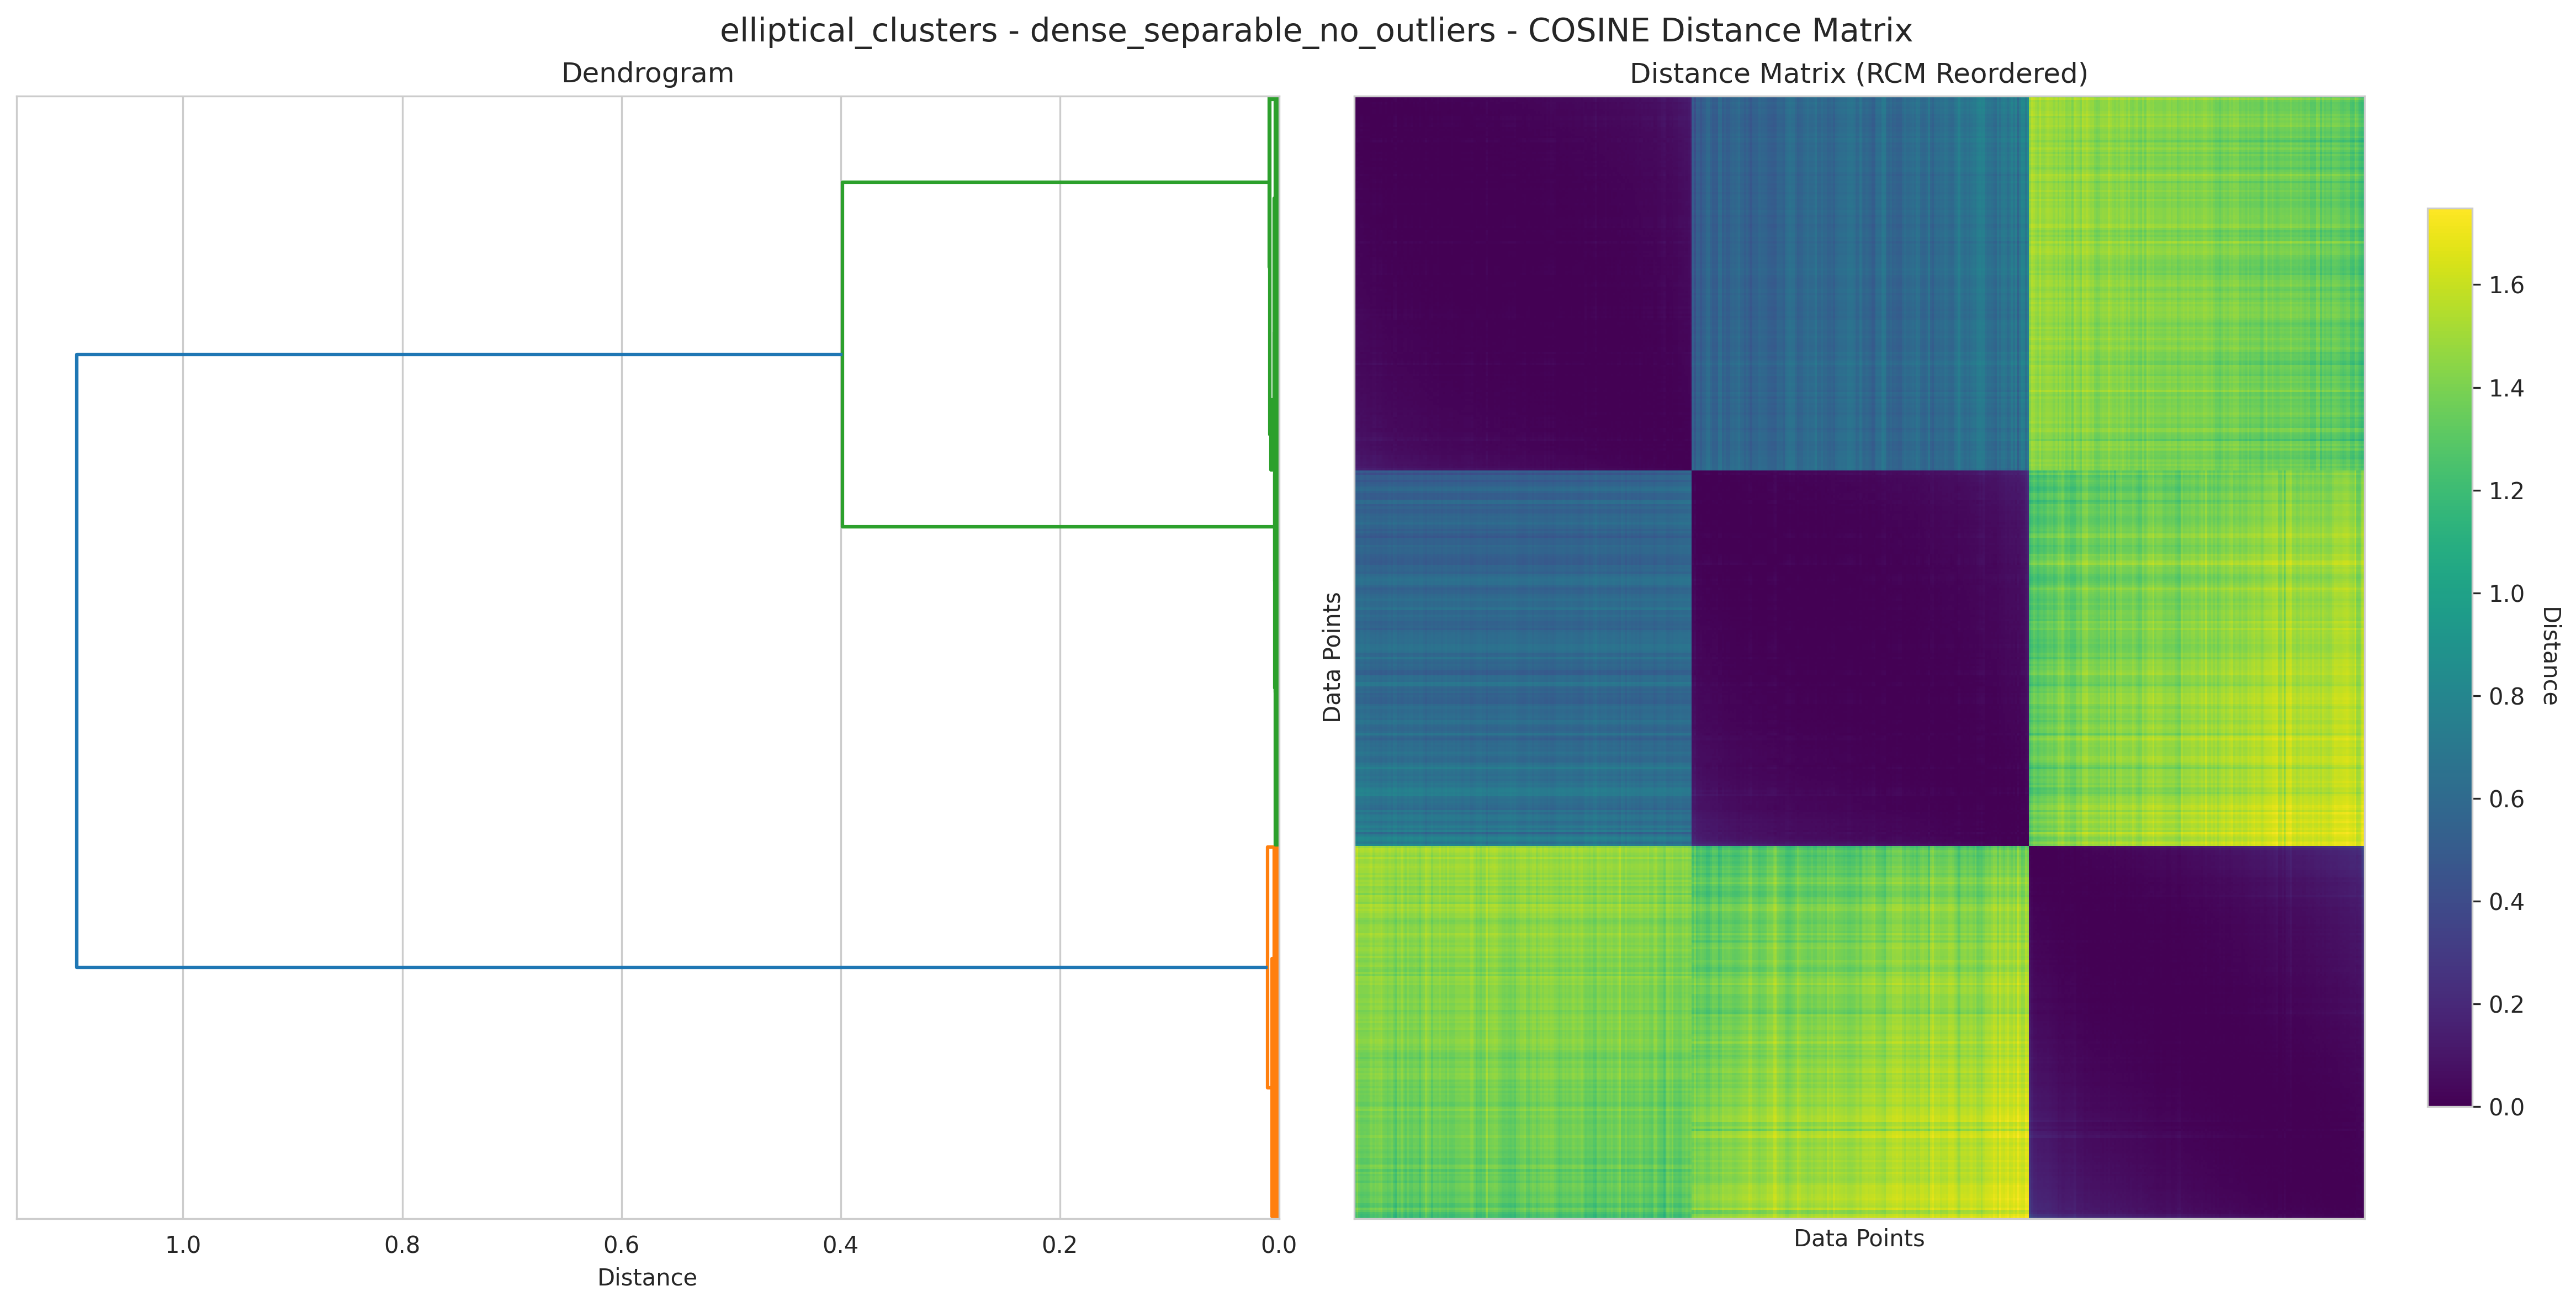 elliptical_clusters - dense_separable_no_outliers - COSINE Distance Matrix
Dendrogram
1.0 0.8 0.6 0.4 0.2 0.0
Distance
Distance Matrix (RCM Reordered)
Data Points
Data Points
1.6
1.4
1.2
1.0
0.8
0.6
0.4
0.2
0.0
Distance